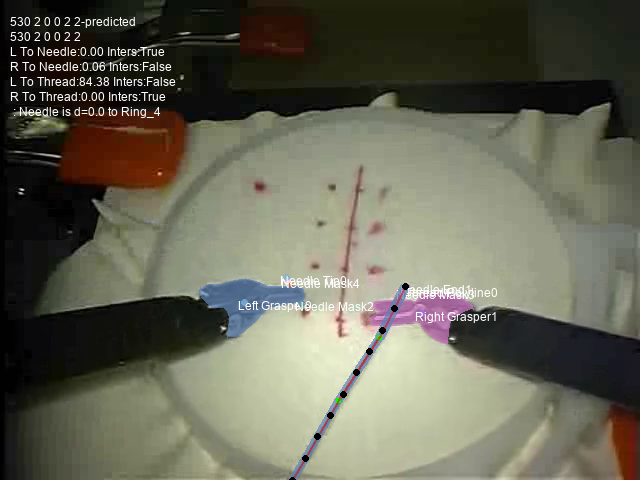 530 2 0 0 2 2-predicted
530 2 0 0 2 2
L To Needle:0.00 Inters:True
R To Needle:0.06 Inters:False
L To Thread:84.38 Inters:False
R To Thread:0.00 Inters:True
: Needle is d=0.0 to Ring_4
Needle Tip0
Needle Mask4
Left Grasper0
Needle Mask2
Right Grasper1